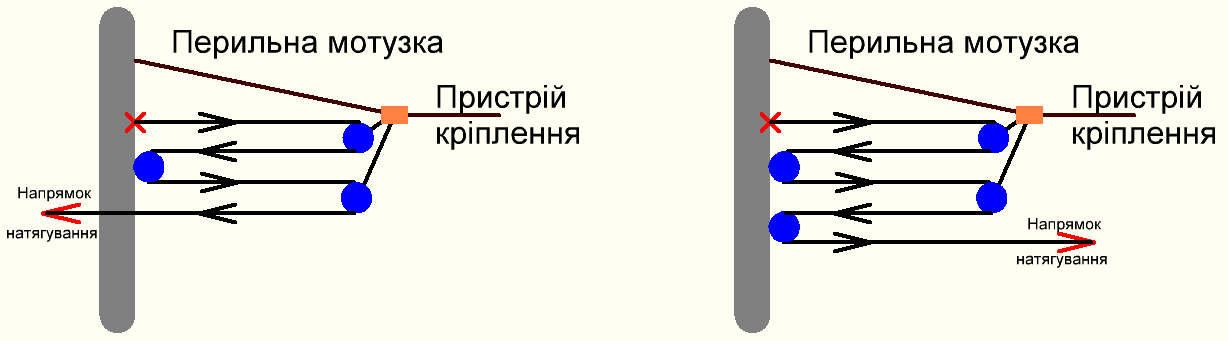 Перильна мотузка
Пристрій
кріплення
Напрямок
натягування
Перильна мотузка
Пристрій
кріплення
Напрямок
натягування